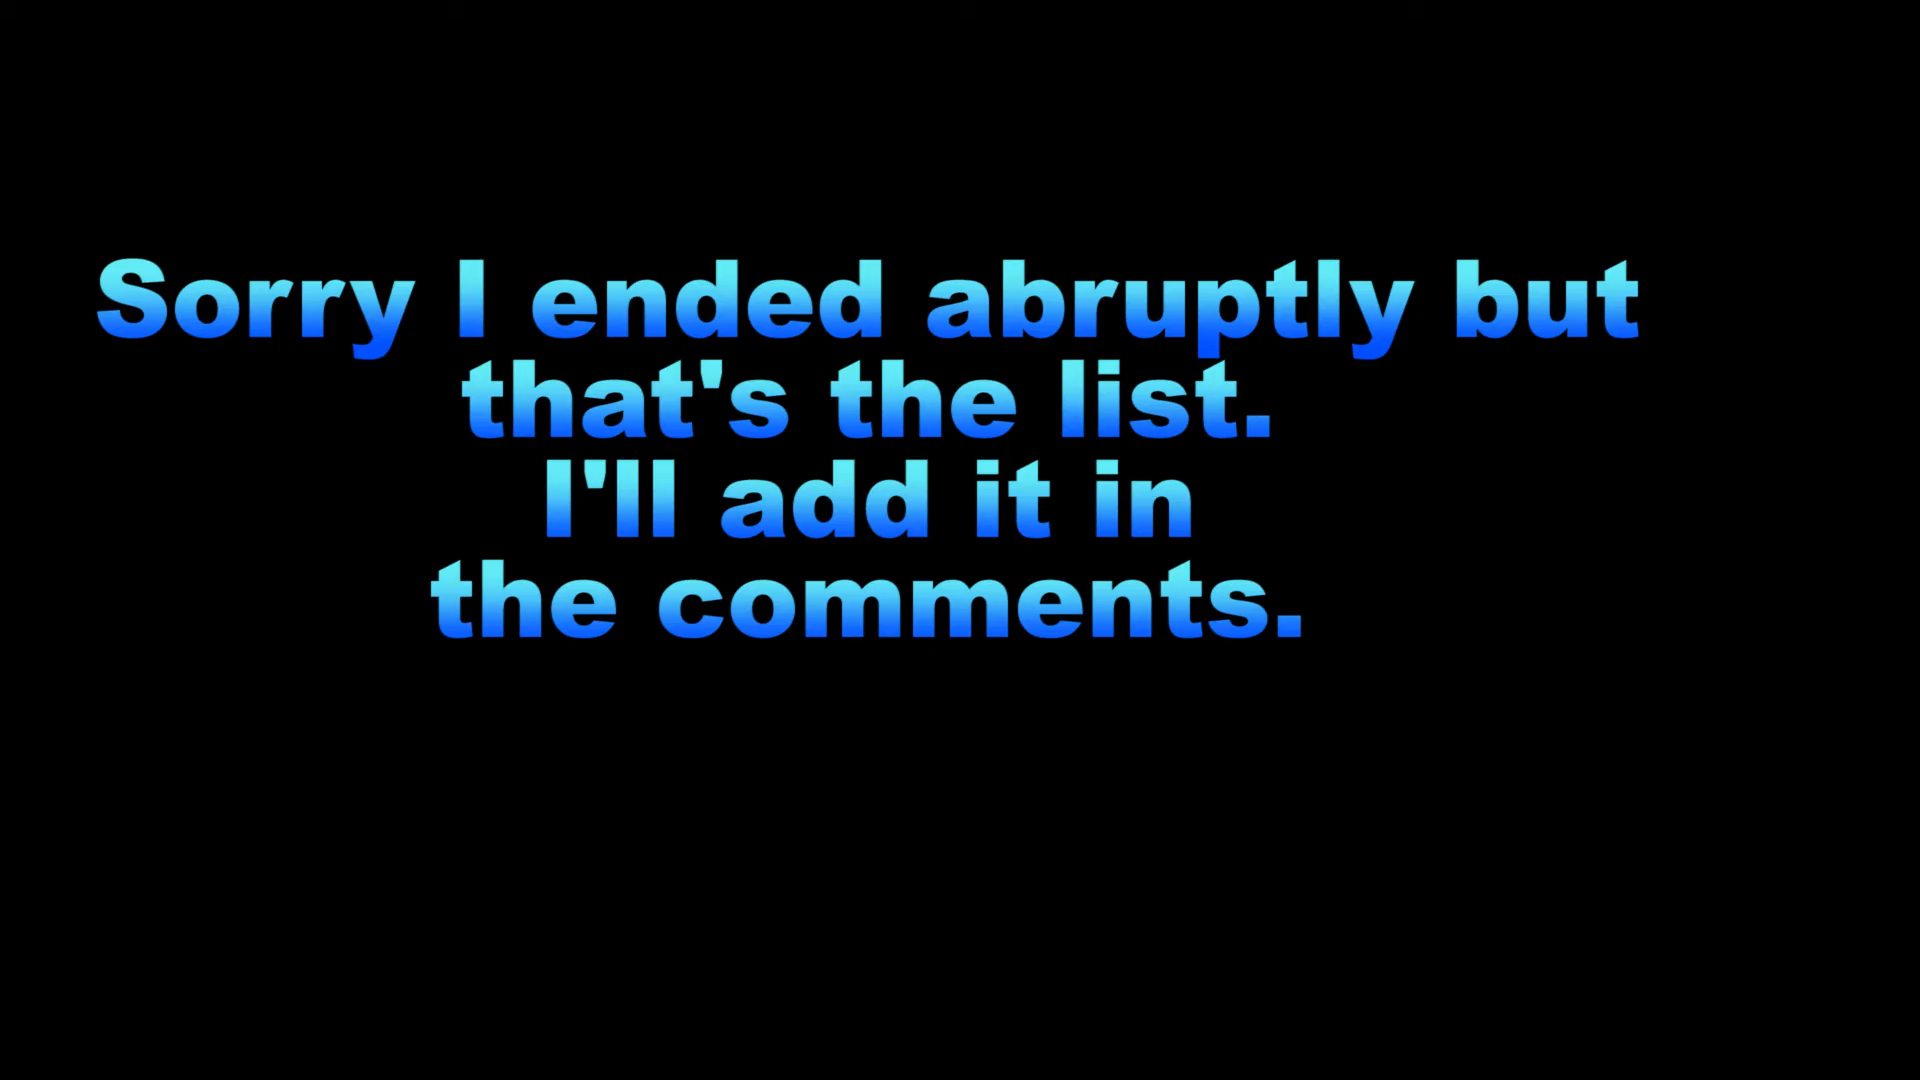 Sorry I ended abruptly but
that's the list.
I'll add it in
the comments.